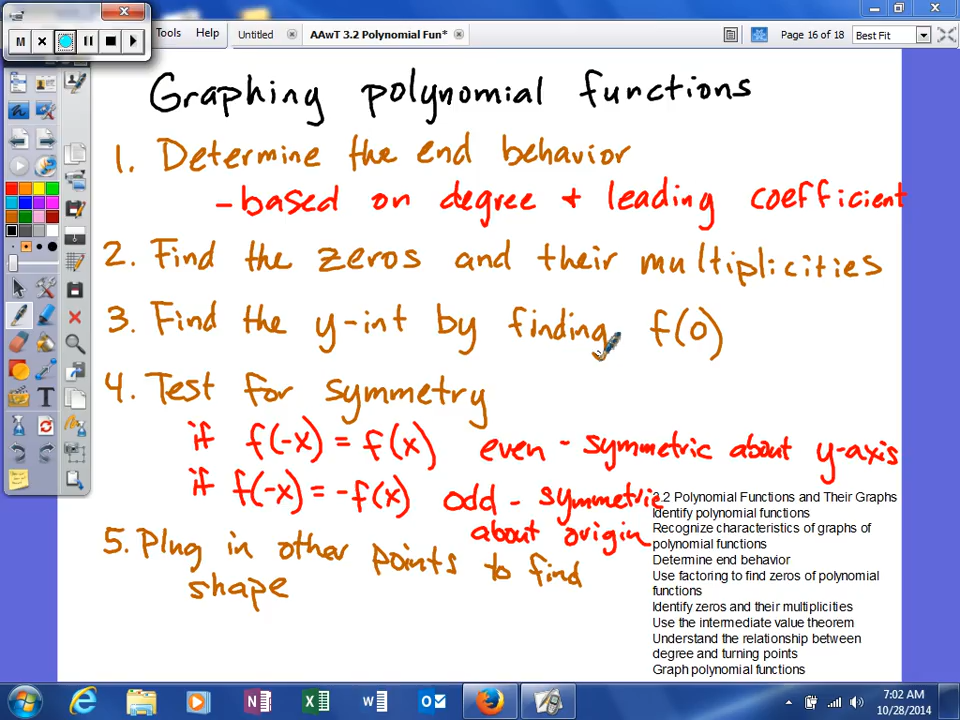 Tools Help Untitled AAwT 3.2 Polynomial Fun* Page 16 of 18 Best Fit
Graphing polynomial functions
1. Determine the end behavior
- based on degree + leading coefficient
2. Find the zeros and their multiplicities
3. Find the y-int by finding f(0)
4. Test for symmetry
if f(-x) = f(x) even - symmetric about y-axis
if f(-x) = -f(x) odd - symmetric
about origin
5. Plug in other points to find
shape
3.2 Polynomial Functions and Their Graphs
Identify polynomial functions
Recognize characteristics of graphs of
polynomial functions
Determine end behavior
Use factoring to find zeros of polynomial
functions
Identify zeros and their multiplicities
Use the intermediate value theorem
Understand the relationship between
degree and turning points
Graph polynomial functions
7:02 AM
10/28/2014